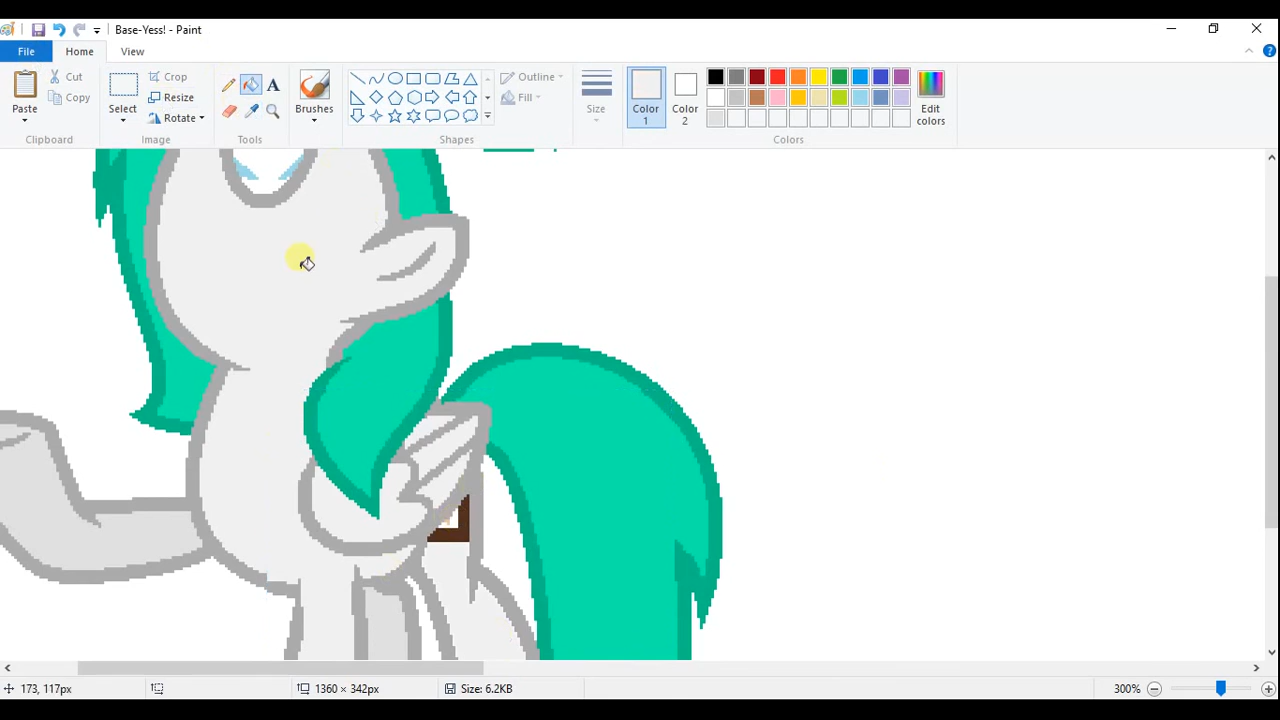 Base-Yess! - Paint
File Home View
Paste
Cut
Copy
Clipboard
Select
Crop
Resize
Rotate
Image
A
Tools
Brushes
Outline
Fill
Shapes
Size
Color
1
Color
2
Edit
colors
Colors
173, 117px
1360 × 342px
Size: 6.2KB
300%